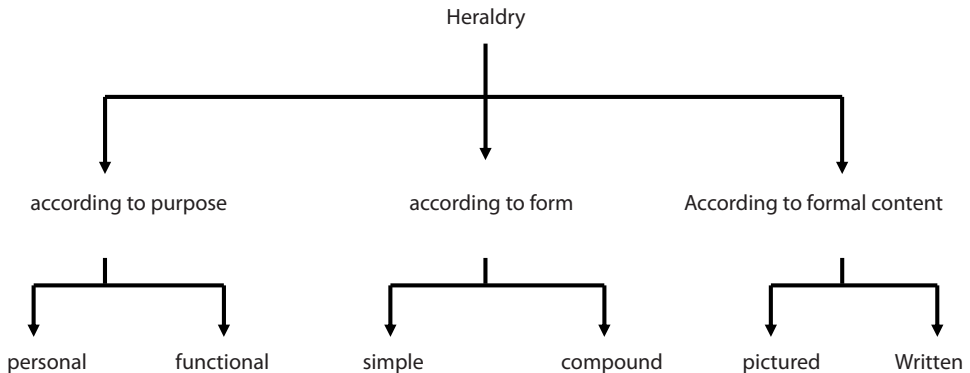 Heraldry
according to purpose
according to form
According to formal content
personal
functional
simple
compound
pictured
Written